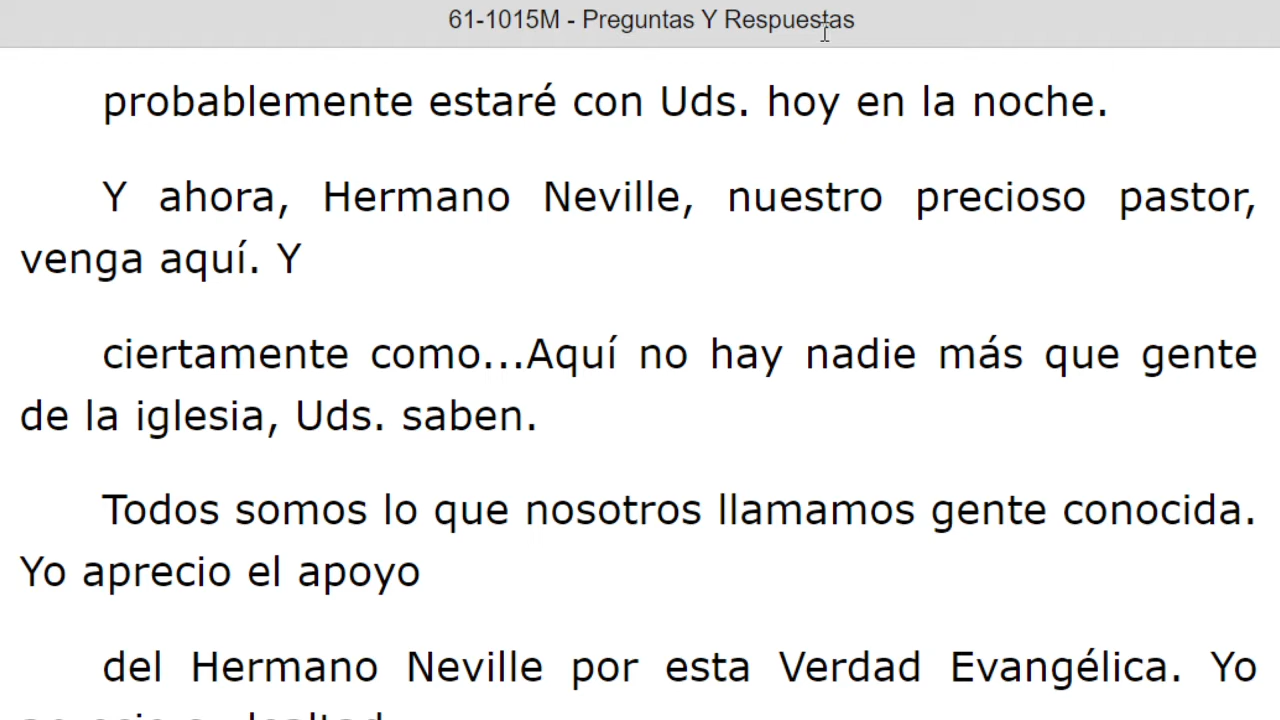 61-1015M - Preguntas Y Respuestas
probablemente estaré con Uds. hoy en la noche.
Y ahora, Hermano Neville, nuestro precioso pastor,
venga aquí. Y
ciertamente como...Aquí no hay nadie más que gente
de la iglesia, Uds. saben.
Todos somos lo que nosotros llamamos gente conocida.
Yo aprecio el apoyo
del Hermano Neville por esta Verdad Evangélica. Yo